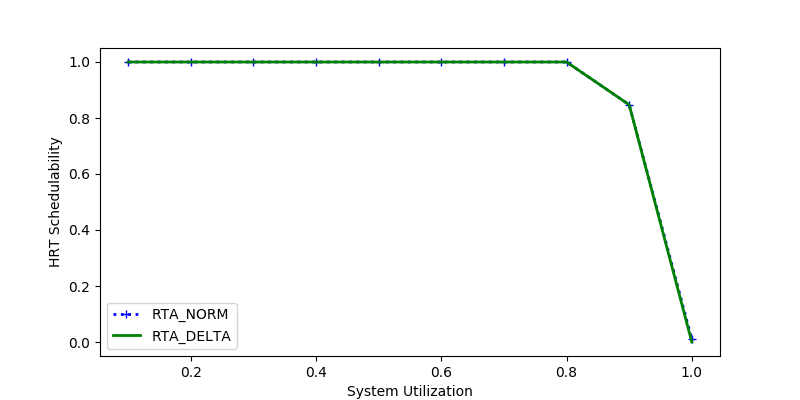 1.0
0.8
0.6
0.4
0.2
0.0
HRT Schedulability
RTA_NORM
RTA_DELTA
0.2 0.4 0.6 0.8 1.0
System Utilization